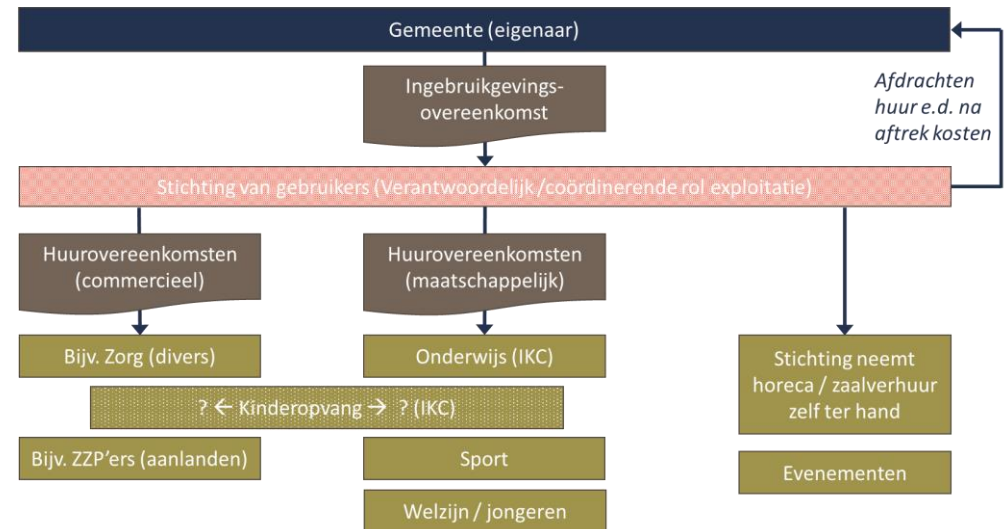 Gemeente (eigenaar)
Ingebruikgevings-
overeenkomst
Afdrachten
huur e.d. na
aftrek kosten
Stichting van gebruikers (Verantwoordelijk /coördinerende rol exploitatie)
Huurovereenkomsten
(commercieel)
Huurovereenkomsten
(maatschappelijk)
Bijv. Zorg (divers)
Onderwijs (IKC)
Stichting neemt
horeca / zaalverhuur
zelf ter hand
? ← Kinderopvang → ? (IKC)
Bijv. ZZP'ers (aanlanden)
Sport
Evenementen
Welzijn / jongeren